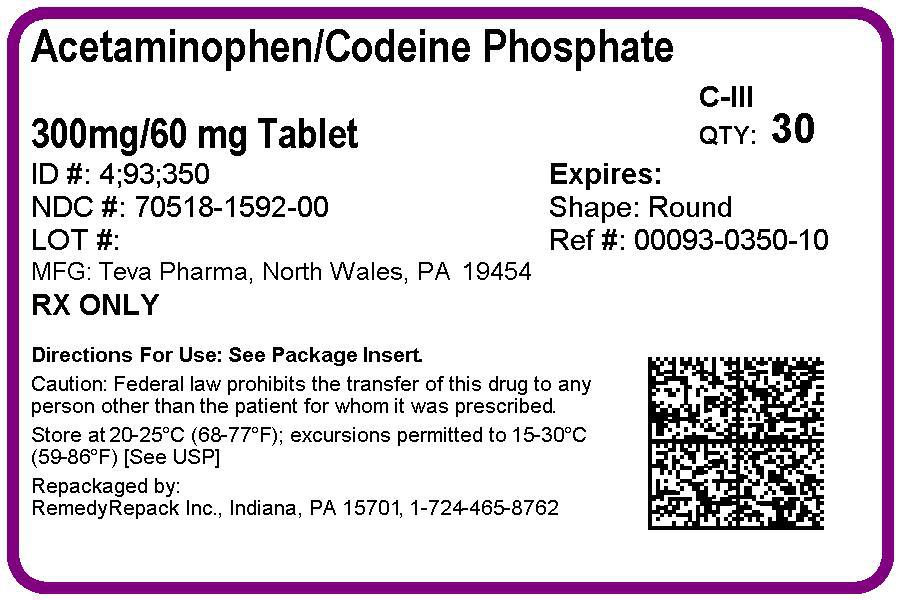 Acetaminophen/Codeine Phosphate
C-III
300mg/60 mg Tablet
QTY: 30
ID #: 4;93;350
Expires:
NDC #: 70518-1592-00
Shape: Round
LOT #:
Ref #: 00093-0350-10
MFG: Teva Pharma, North Wales, PA 19454
RX ONLY
Directions For Use: See Package Insert.
Caution: Federal law prohibits the transfer of this drug to any
person other than the patient for whom it was prescribed.
Store at 20-25°C (68-77°F); excursions permitted to 15-30°C
(59-86°F) [See USP]
Repackaged by:
RemedyRepack Inc., Indiana, PA 15701, 1-724-465-8762